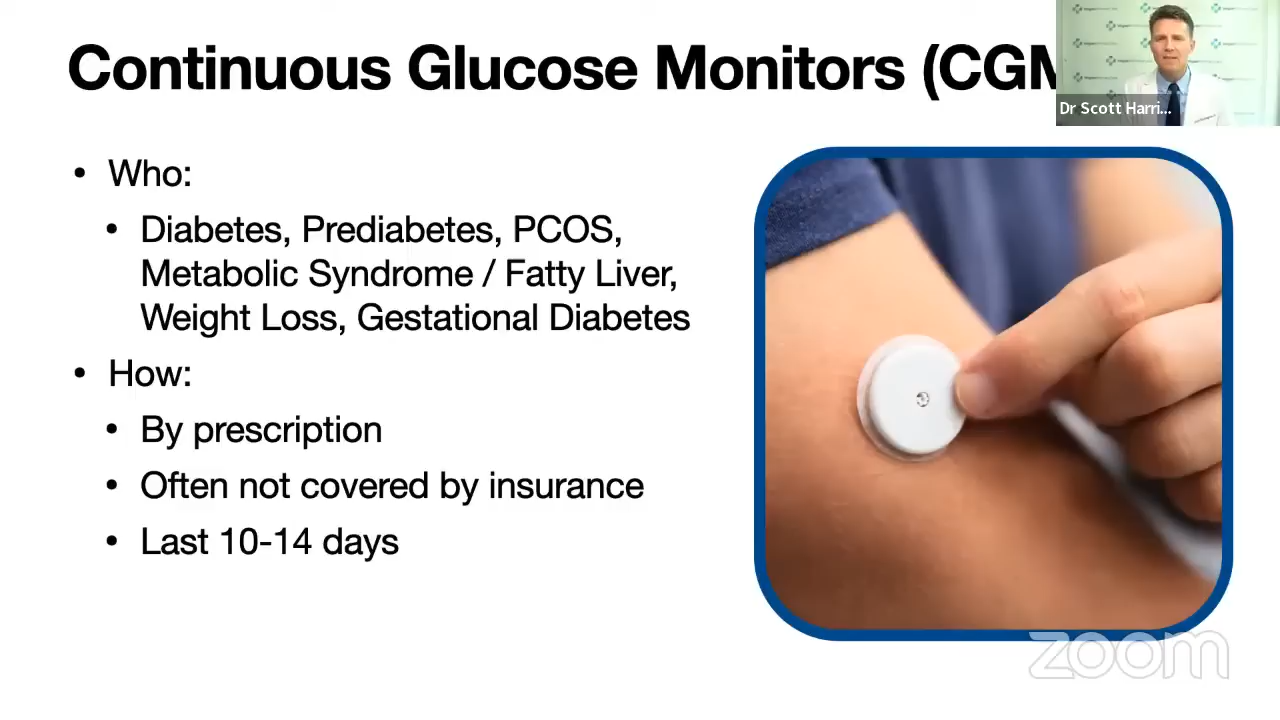 Continuous Glucose Monitors (CGM
Dr Scott Harri...
• Who:
• Diabetes, Prediabetes, PCOS,
Metabolic Syndrome / Fatty Liver,
Weight Loss, Gestational Diabetes
• How:
• By prescription
• Often not covered by insurance
• Last 10-14 days
zoom